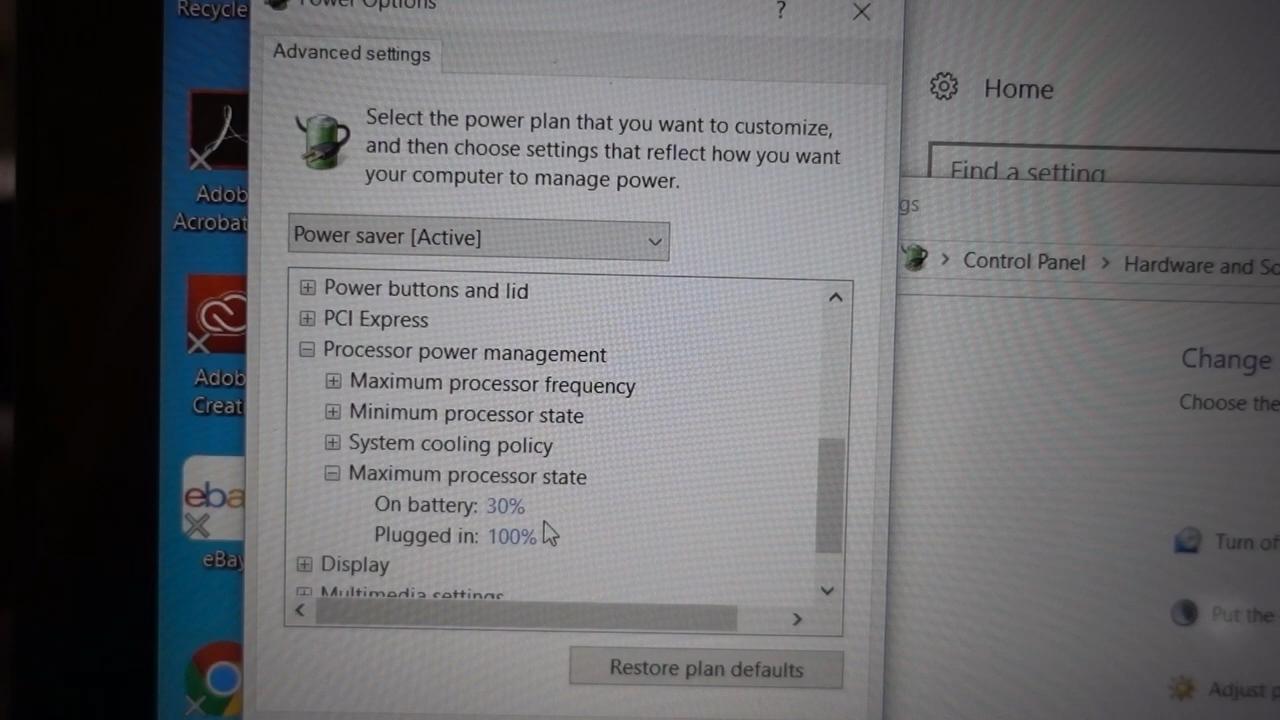 Recycle
Power Options
?
Advanced settings
Select the power plan that you want to customize,
and then choose settings that reflect how you want
your computer to manage power.
Power saver [Active]
Power buttons and lid
PCI Express
Processor power management
Maximum processor frequency
Minimum processor state
System cooling policy
Maximum processor state
On battery: 30%
Plugged in: 100%
Display
Multimedia settings
Restore plan defaults
Adob
Acrobat
Adob
Creat
eba
eBay
Home
Find a setting
gs
> Control Panel > Hardware and So
Change
Choose the
Turn of
Put the
Adjust p